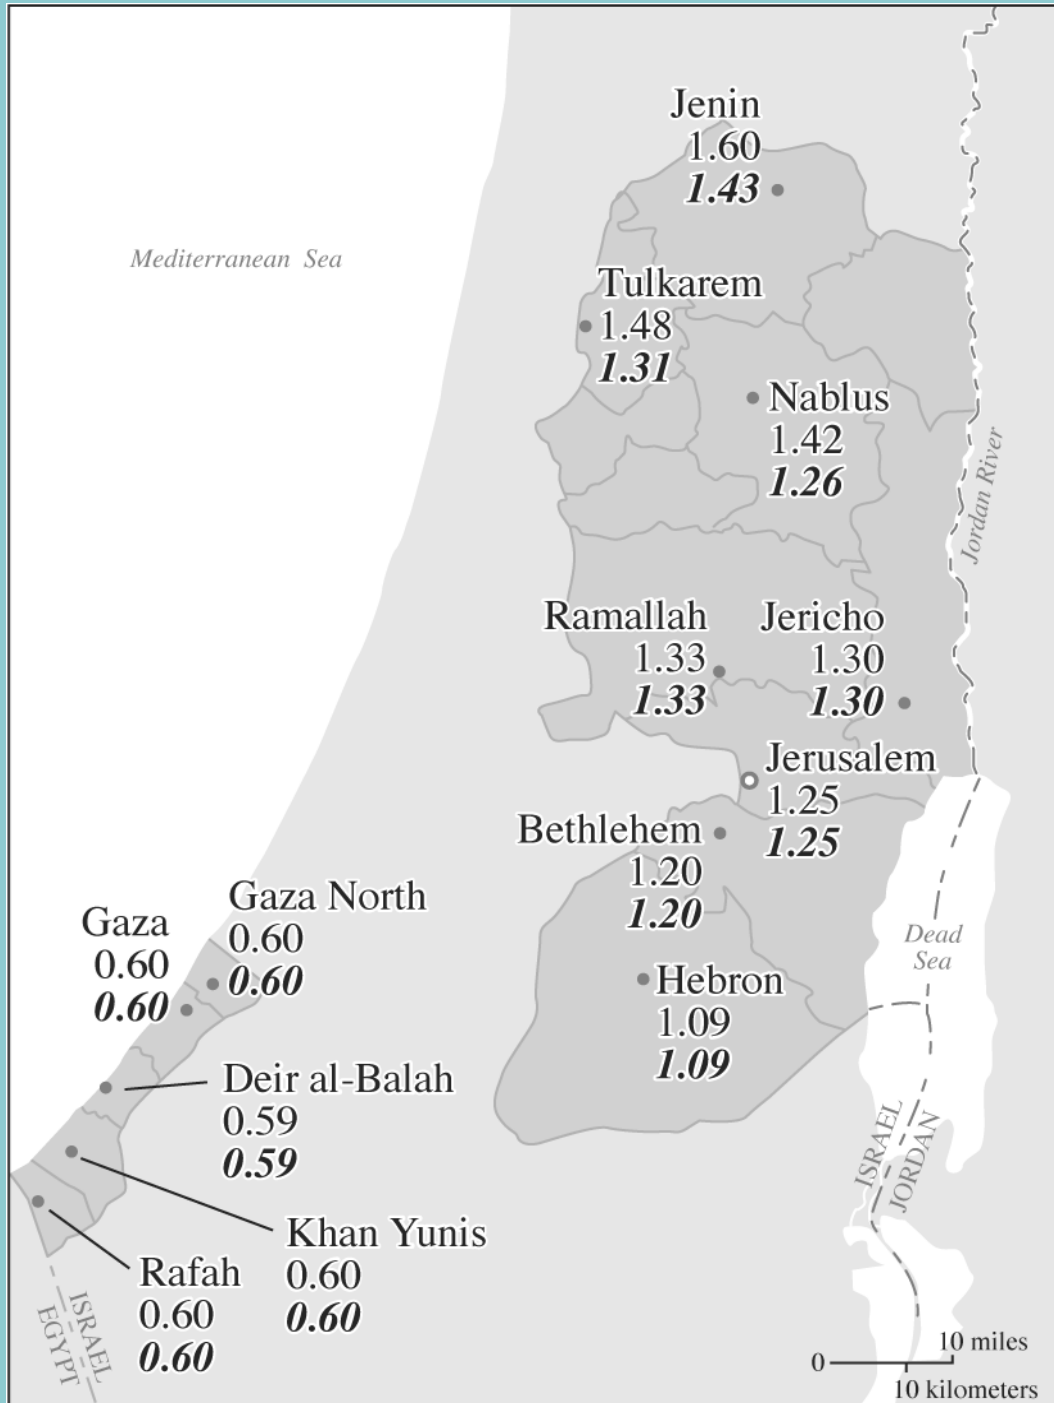 Jenin
1.60
1.43
Mediterranean Sea
Tulkarem
1.48
1.31
Nablus
1.42
1.26
Jordan River
Ramallah
1.33
1.33
Jericho
1.30
1.30
Jerusalem
1.25
1.25
Bethlehem
1.20
1.20
Gaza North
0.60
0.60
Gaza
0.60
0.60
Dead
Sea
Hebron
1.09
1.09
Deir al-Balah
0.59
0.59
ISRAEL
JORDAN
Khan Yunis
0.60
0.60
Rafah
0.60
0.60
ISRAEL
EGYPT
10 miles
0
10 kilometers